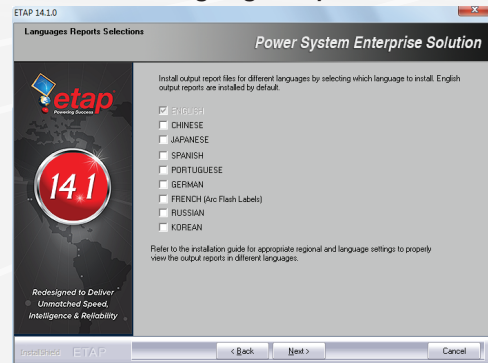 ETAP 14.1.0
Languages Reports Selections
Power System Enterprise Solution
Install output report files for different languages by selecting which language to install. English
output reports are installed by default.
etap
Powering Success
ENGLISH
CHINESE
JAPANESE
SPANISH
PORTUGUESE
GERMAN
FRENCH (Arc Flash Labels)
RUSSIAN
KOREAN
14.1
Refer to the installation guide for appropriate regional and language settings to properly
view the output reports in different languages.
Redesigned to Deliver
Unmatched Speed,
Intelligence & Reliability
InstallShield
ETAP
< Back
Next >
Cancel